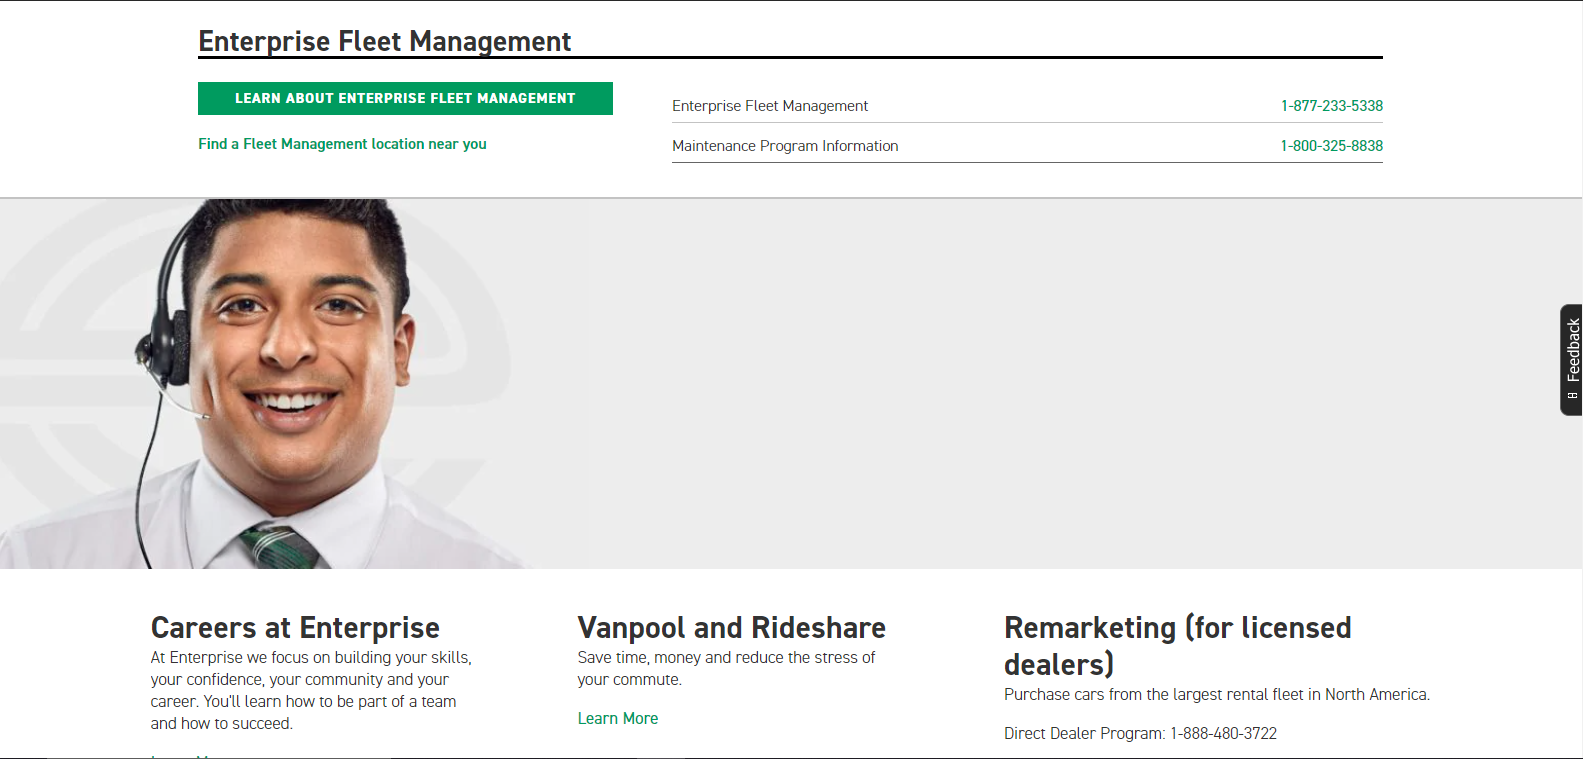 Enterprise Fleet Management
LEARN ABOUT ENTERPRISE FLEET MANAGEMENT
Find a Fleet Management location near you
Enterprise Fleet Management 1-877-233-5338
Maintenance Program Information 1-800-325-8838
Feedback
Careers at Enterprise
At Enterprise we focus on building your skills,
your confidence, your community and your
career. You'll learn how to be part of a team
and how to succeed.
Vanpool and Rideshare
Save time, money and reduce the stress of
your commute.
Learn More
Remarketing (for licensed
dealers)
Purchase cars from the largest rental fleet in North America.
Direct Dealer Program: 1-888-480-3722